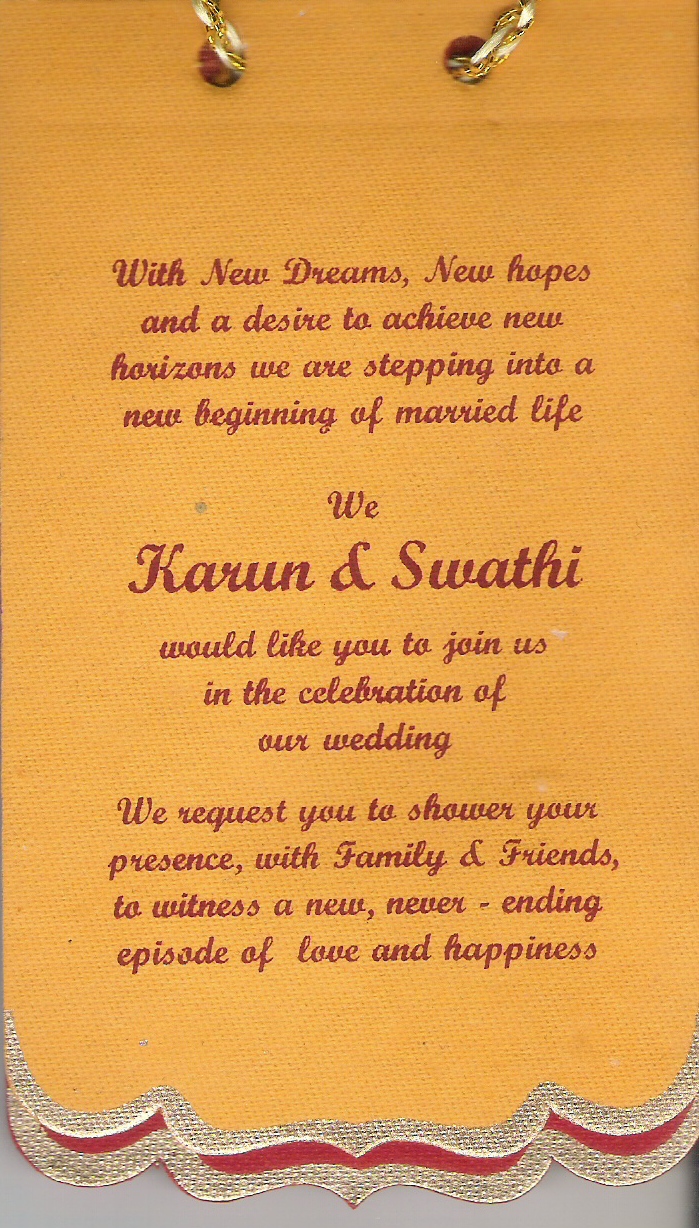 With New Dreams, New hopes
and a desire to achieve new
horizons we are stepping into a
new beginning of married life
We
Karun & Swathi
would like you to join us
in the celebration of
our wedding
We request you to shower your
presence, with Family & Friends,
to witness a new, never - ending
episode of love and happiness